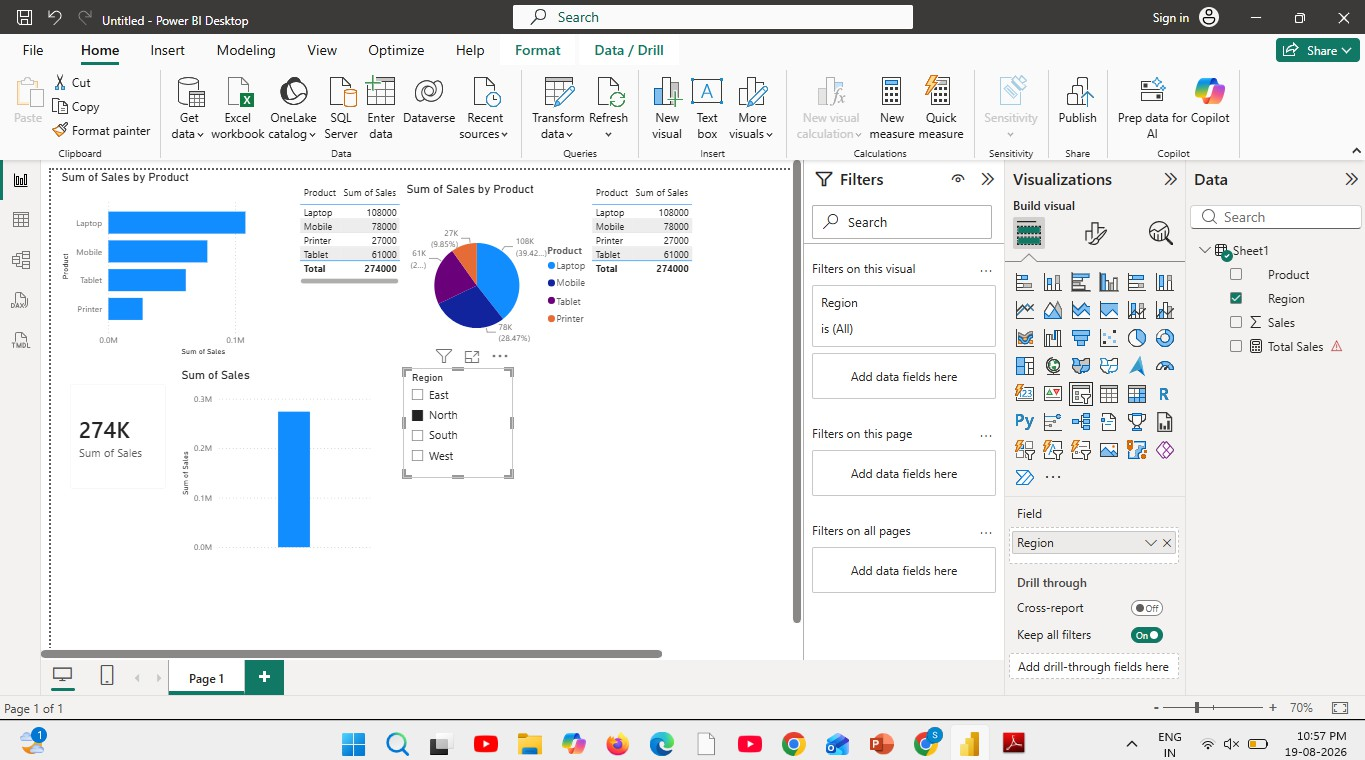 Untitled - Power BI Desktop
Search
Sign in
File Home Insert Modeling View Optimize Help Format Data / Drill
Share
Paste
Cut
Copy
Format painter
Clipboard
Get data
Excel workbook
OneLake catalog
SQL Server
Enter data
Dataverse
Recent sources
Data
Transform data
Refresh
Queries
New visual
Text box
More visuals
Insert
New visual calculation
New measure
Quick measure
Calculations
Sensitivity
Sensitivity
Publish
Share
Prep data for AI
Copilot
Copilot
Sum of Sales by Product
Product
Laptop
Mobile
Tablet
Printer
0.0M 0.1M
Sum of Sales
Product Sum of Sales
Laptop 108000
Mobile 78000
Printer 27000
Tablet 61000
Total 274000
Sum of Sales by Product
27K
(9.85%)
108K
(39.42...)
61K
(2...)
78K
(28.47%)
Product
Laptop
Mobile
Tablet
Printer
Product Sum of Sales
Laptop 108000
Mobile 78000
Printer 27000
Tablet 61000
Total 274000
274K
Sum of Sales
Sum of Sales
Sum of Sales
0.3M
0.2M
0.1M
0.0M
Region
East
North
South
West
Filters
Search
Filters on this visual ...
Region
is (All)
Add data fields here
Filters on this page ...
Add data fields here
Filters on all pages ...
Add data fields here
Visualizations
Build visual
123
R
Py
...
Field
Region
Drill through
Cross-report Off
Keep all filters On
Add drill-through fields here
Data
Search
Sheet1
Product
Region
Sales
Total Sales
DAX
TMDL
Page 1
Page 1 of 1
- + 70%
1
S
ENG
IN
10:57 PM
19-08-2026